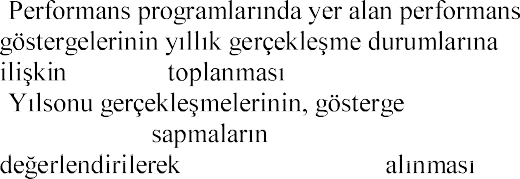 Performans programlarında yer alan performans
göstergelerinin yıllık gerçekleşme durumlarına
ilişkin toplanması
Yılsonu gerçekleşmelerinin, gösterge
sapmaların
değerlendirilerek alınması